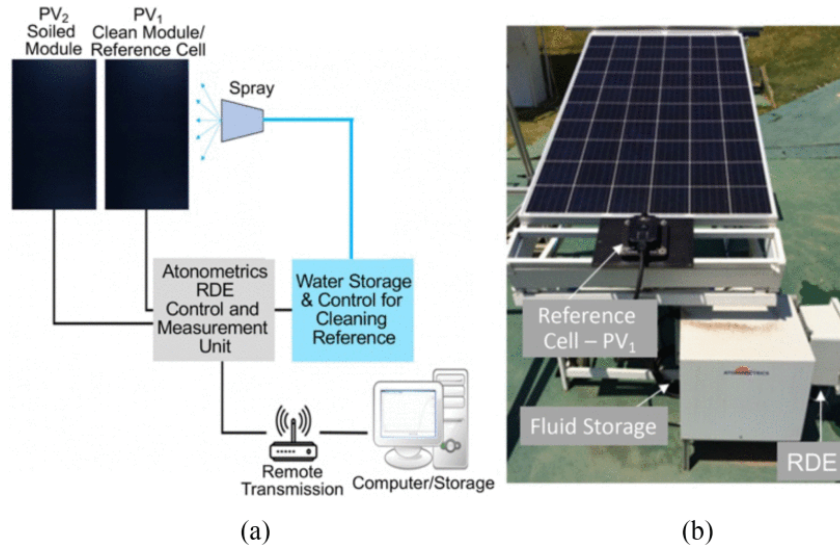 PV2
Soiled
Module
PV1
Clean Module/
Reference Cell
Spray
Atonometrics
RDE
Control and
Measurement
Unit
Water Storage
& Control for
Cleaning
Reference
Remote
Transmission
Computer/Storage
(a)
Reference
Cell – PV1
ATONOMETRICS
Fluid Storage
RDE
(b)